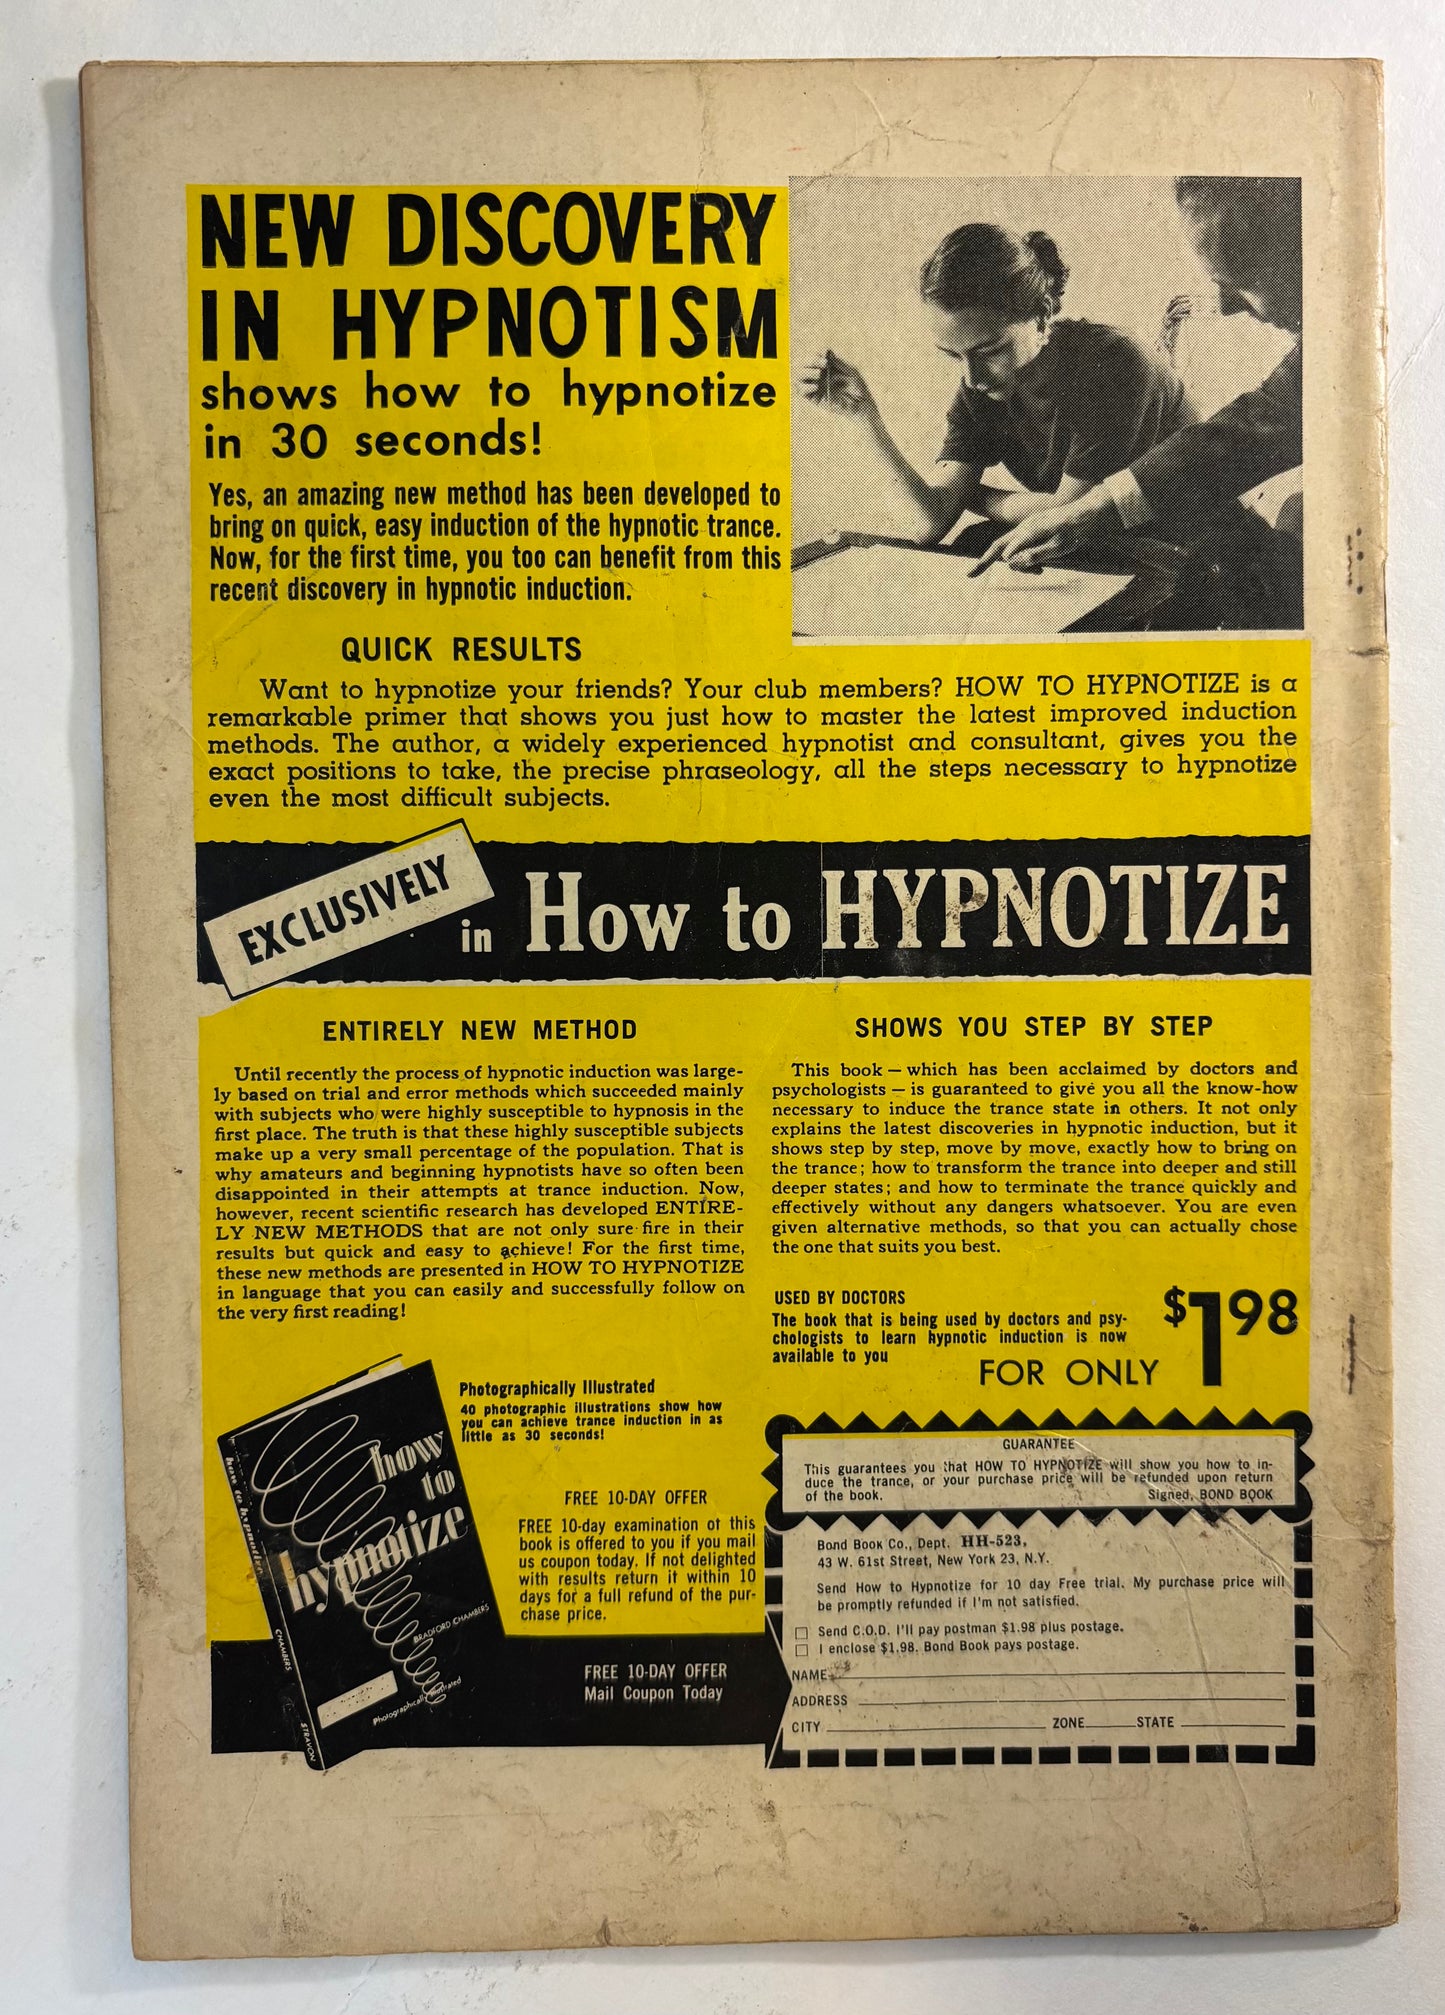 NEW DISCOVERY
IN HYPNOTISM
shows how to hypnotize
in 30 seconds!
Yes, an amazing new method has been developed to
bring on quick, easy induction of the hypnotic trance.
Now, for the first time, you too can benefit from this
recent discovery in hypnotic induction.
QUICK RESULTS
Want to hypnotize your friends? Your club members? HOW TO HYPNOTIZE is a
remarkable primer that shows you just how to master the latest improved induction
methods. The author, a widely experienced hypnotist and consultant, gives you the
exact positions to take, the precise phraseology, all the steps necessary to hypnotize
even the most difficult subjects.
EXCLUSIVELY
in How to HYPNOTIZE
ENTIRELY NEW METHOD
Until recently the process of hypnotic induction was large-
ly based on trial and error methods which succeeded mainly
with subjects who were highly susceptible to hypnosis in the
first place. The truth is that these highly susceptible subjects
make up a very small percentage of the population. That is
why amateurs and beginning hypnotists have so often been
disappointed in their attempts at trance induction. Now,
however, recent scientific research has developed ENTIRE-
LY NEW METHODS that are not only sure fire in their
results but quick and easy to achieve! For the first time,
these new methods are presented in HOW TO HYPNOTIZE
in language that you can easily and successfully follow on
the very first reading!
SHOWS YOU STEP BY STEP
This book — which has been acclaimed by doctors and
psychologists — is guaranteed to give you all the know-how
necessary to induce the trance state in others. It not only
explains the latest discoveries in hypnotic induction, but it
shows step by step, move by move, exactly how to bring on
the trance; how to transform the trance into deeper and still
deeper states; and how to terminate the trance quickly and
effectively without any dangers whatsoever. You are even
given alternative methods, so that you can actually chose
the one that suits you best.
USED BY DOCTORS
The book that is being used by doctors and psy-
chologists to learn hypnotic induction is now
available to you
FOR ONLY
$1.98
how
to
hypnotize
BRADFORD CHAMBERS
Photographically Illustrated
how to hypnotize
CHAMBERS
STRAVON
Photographically Illustrated
40 photographic illustrations show how
you can achieve trance induction in as
little as 30 seconds!
FREE 10-DAY OFFER
FREE 10-day examination of this
book is offered to you if you mail
us coupon today. If not delighted
with results return it within 10
days for a full refund of the pur-
chase price.
FREE 10-DAY OFFER
Mail Coupon Today
GUARANTEE
This guarantees you that HOW TO HYPNOTIZE will show you how to in-
duce the trance, or your purchase price will be refunded upon return
of the book. Signed, BOND BOOK
Bond Book Co., Dept. HH-523,
43 W. 61st Street, New York 23, N.Y.
Send How to Hypnotize for 10 day Free trial. My purchase price will
be promptly refunded if I'm not satisfied.
Send C.O.D. I'll pay postman $1.98 plus postage.
I enclose $1.98. Bond Book pays postage.
NAME
ADDRESS
CITY ZONE STATE